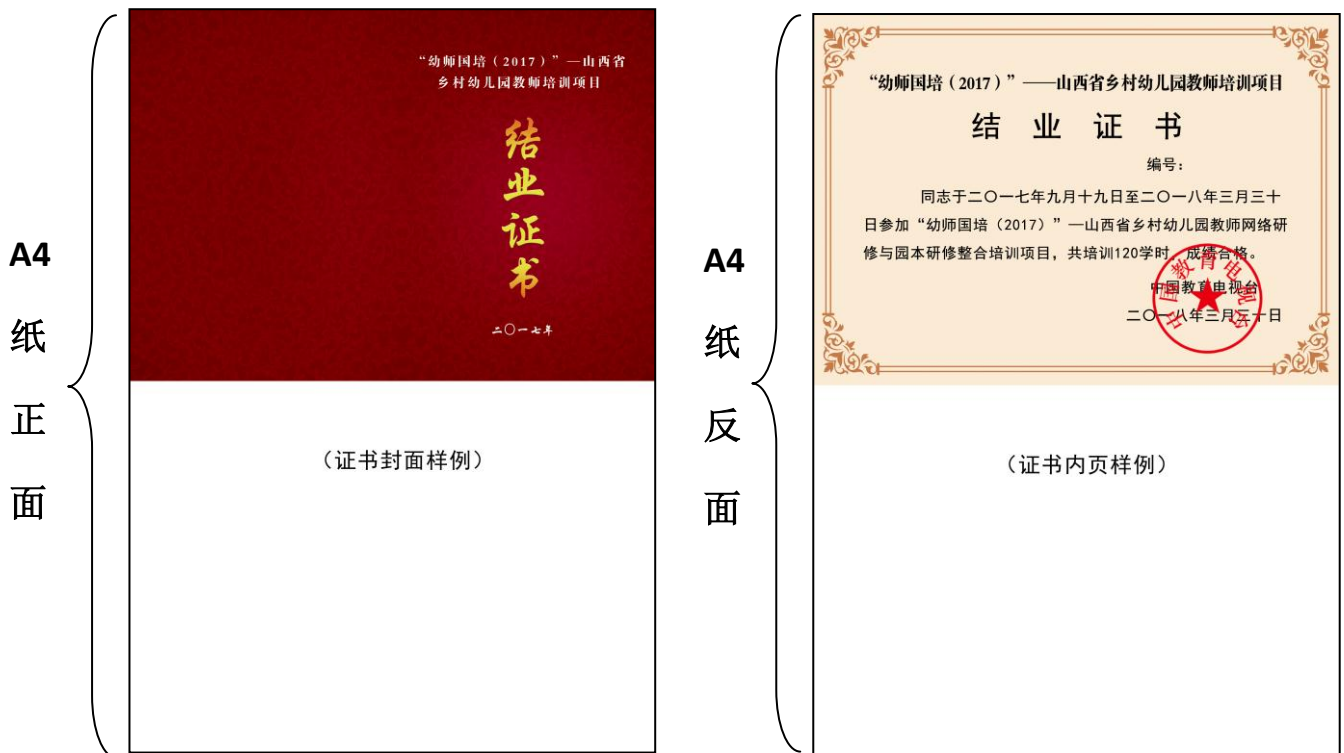 A4
纸
正
面
“幼师国培（2017）”—山西省
乡村幼儿园教师培训项目
结
业
证
书
二〇一七年
（证书封面样例）
A4
纸
反
面
“幼师国培（2017）”——山西省乡村幼儿园教师培训项目
结 业 证 书
编号：
同志于二〇一七年九月十九日至二〇一八年三月三十
日参加“幼师国培（2017）”—山西省乡村幼儿园教师网络研
修与园本研修整合培训项目，共培训120学时，成绩合格。
中国教育电视台
二〇一八年三月三十日
中国教育电视台
（证书内页样例）